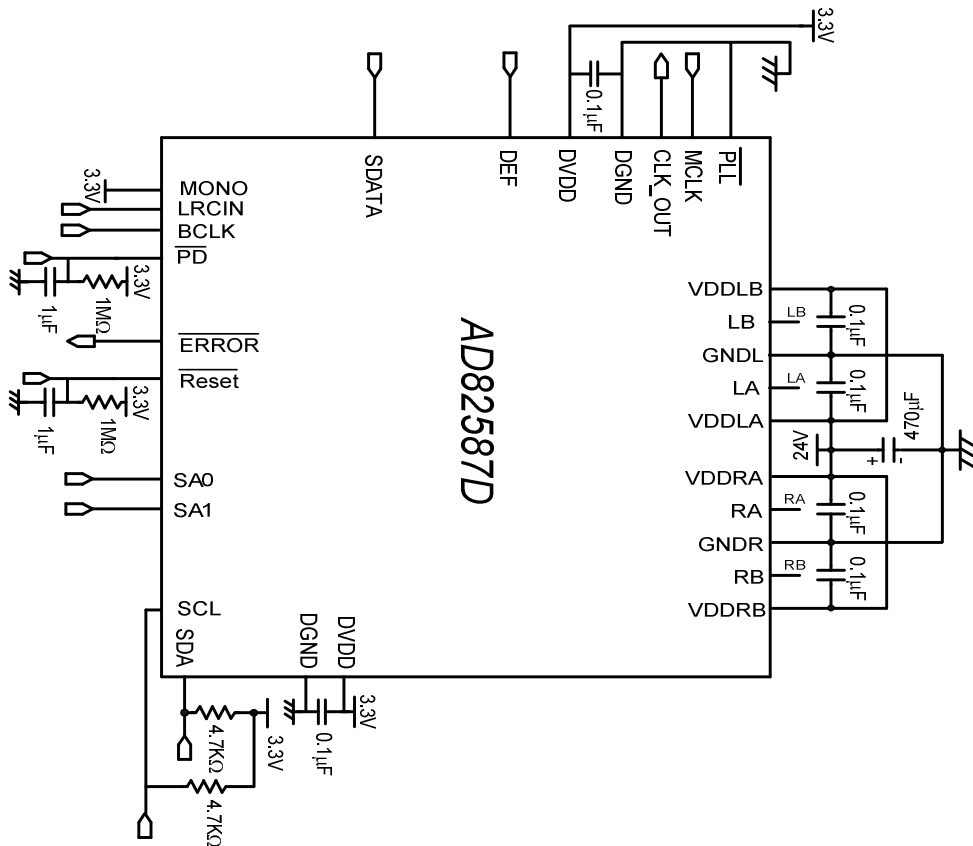 3.3V
0.1μF
PLL
MCLK
CLK_OUT
DGND
DVDD
DEF
SDATA
MONO
3.3V
LRCIN
BCLK
PD
3.3V
1MΩ
1μF
ERROR
Reset
3.3V
1MΩ
1μF
SA0
SA1
SCL
SDA
4.7KΩ
3.3V
4.7KΩ
DGND
DVDD
3.3V
0.1μF
AD82587D
VDDLB
LB
LB
0.1μF
GNDL
LA
LA
0.1μF
VDDLA
24V
470μF
+
-
VDDRA
RA
RA
0.1μF
GNDR
RB
RB
0.1μF
VDDRB